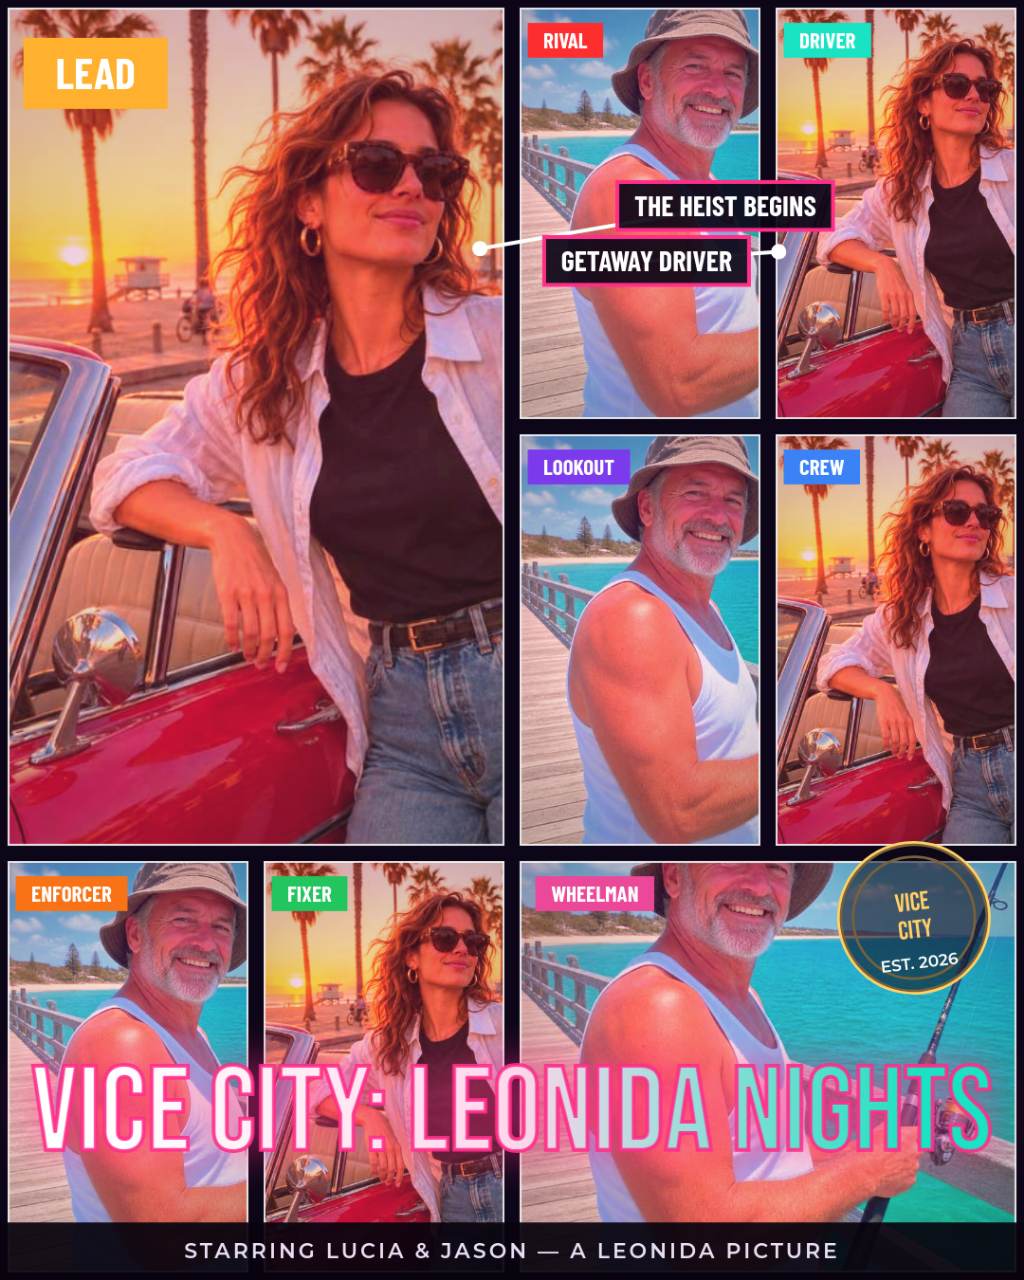 LEAD
RIVAL
DRIVER
THE HEIST BEGINS
GETAWAY DRIVER
LOOKOUT
CREW
ENFORCER
FIXER
WHEELMAN
VICE
CITY
EST. 2026
VICE CITY: LEONIDA NIGHTS
STARRING LUCIA & JASON — A LEONIDA PICTURE